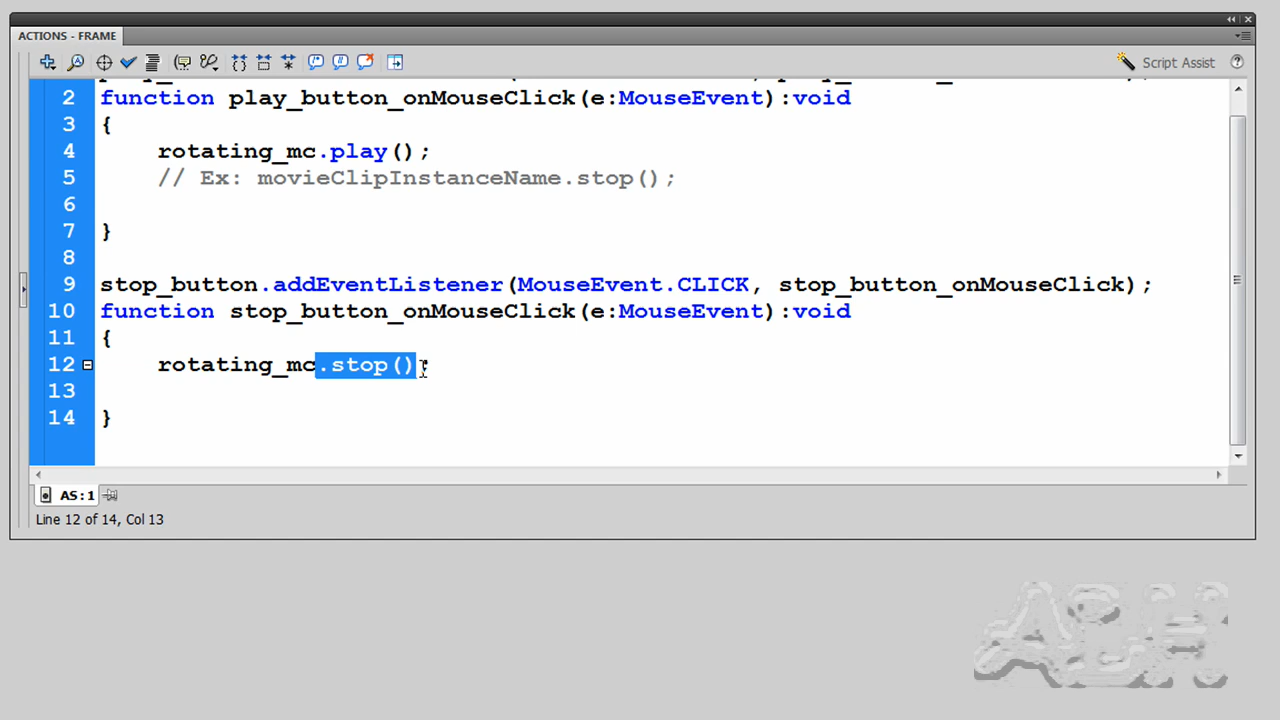 ACTIONS - FRAME
Script Assist
2 function play_button_onMouseClick(e:MouseEvent):void
3 {
4 rotating_mc.play();
5 // Ex: movieClipInstanceName.stop();
6
7 }
8
9 stop_button.addEventListener(MouseEvent.CLICK, stop_button_onMouseClick);
10 function stop_button_onMouseClick(e:MouseEvent):void
11 {
12 rotating_mc.stop();
13
14 }
AS:1
Line 12 of 14, Col 13